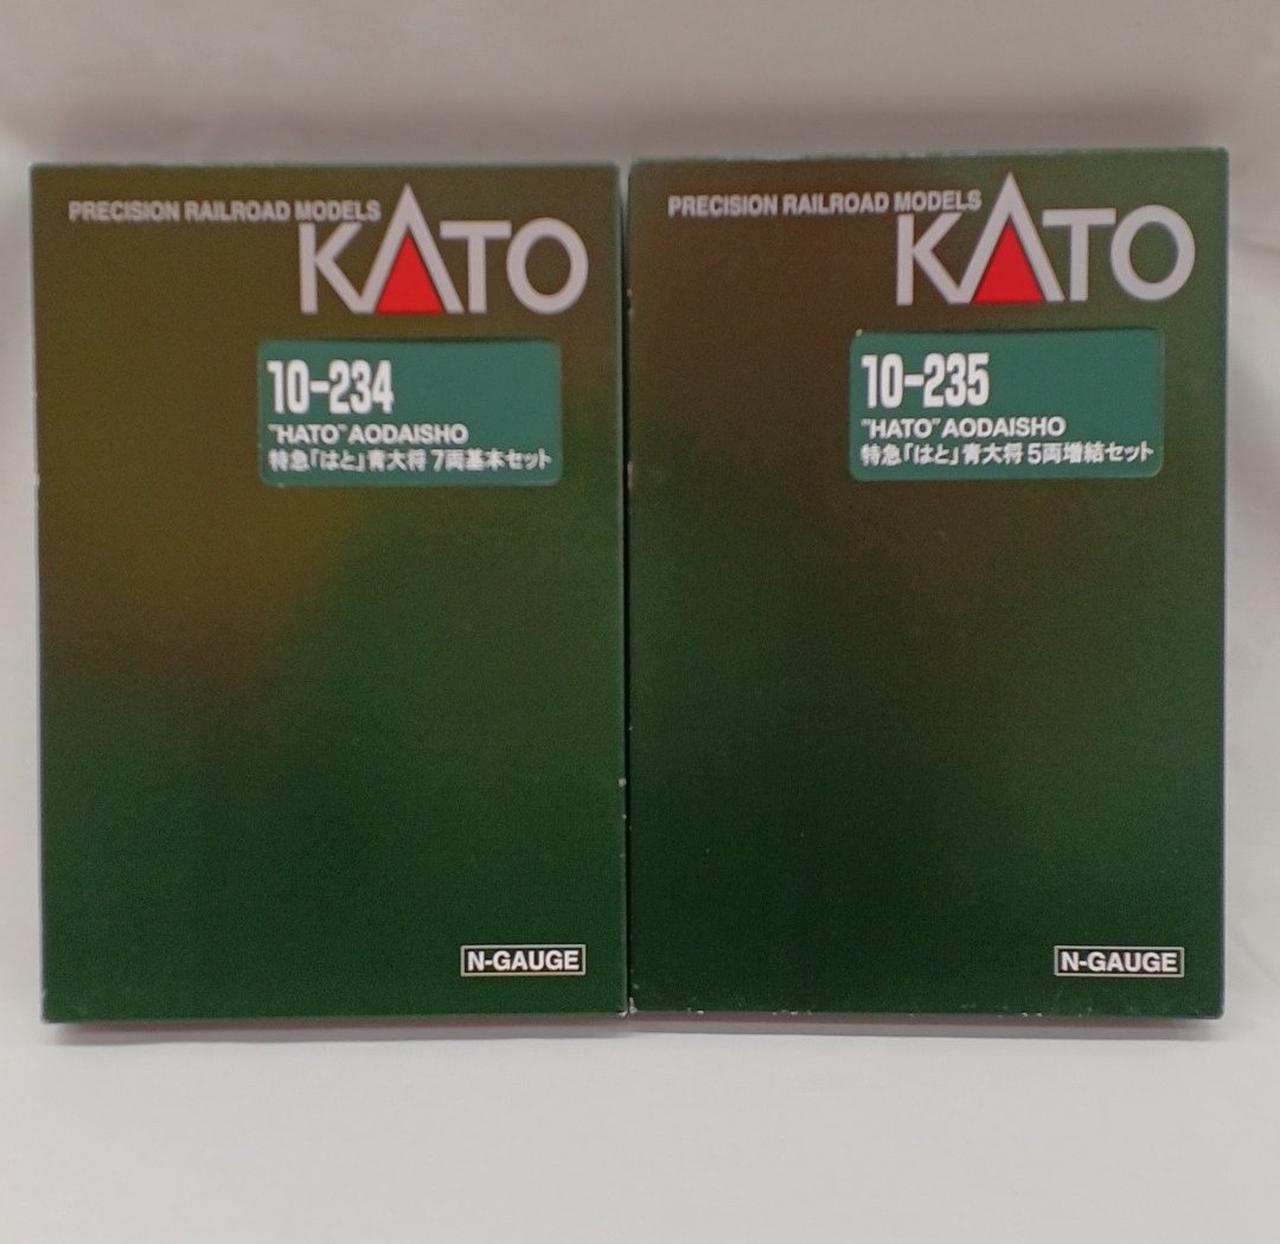 PRECISION RAILROAD MODELS
KATO
10-234
"HATO" AODAISHO
特急「はと」青大将 7両基本セット
N-GAUGE
PRECISION RAILROAD MODELS
KATO
10-235
"HATO" AODAISHO
特急「はと」青大将 5両増結セット
N-GAUGE